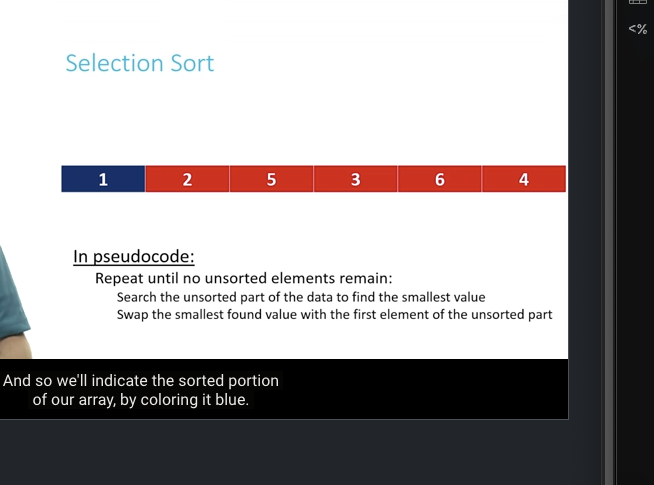 <%
Selection Sort
1 2 5 3 6 4
In pseudocode:
Repeat until no unsorted elements remain:
Search the unsorted part of the data to find the smallest value
Swap the smallest found value with the first element of the unsorted part
And so we'll indicate the sorted portion
of our array, by coloring it blue.